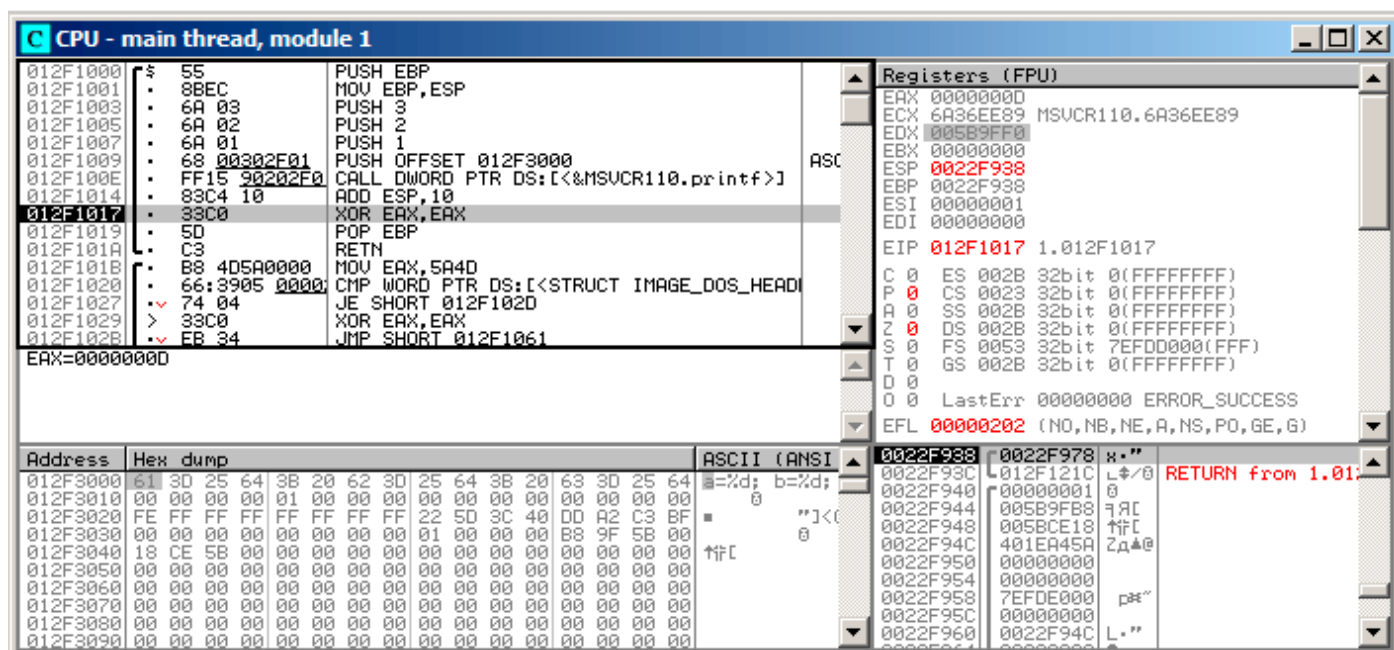 C CPU - main thread, module 1
012F1000 $ 55 PUSH EBP
012F1001 . 8BEC MOV EBP,ESP
012F1003 . 6A 03 PUSH 3
012F1005 . 6A 02 PUSH 2
012F1007 . 6A 01 PUSH 1
012F1009 . 68 00302F01 PUSH OFFSET 012F3000 ASC
012F100E . FF15 90202F0 CALL DWORD PTR DS:[<&MSVCR110.printf>]
012F1014 . 83C4 10 ADD ESP,10
012F1017 . 33C0 XOR EAX,EAX
012F1019 . 5D POP EBP
012F101A . C3 RETN
012F101B . B8 4D5A0000 MOV EAX,5A4D
012F1020 . 66:3905 0000 CMP WORD PTR DS:[<STRUCT IMAGE_DOS_HEAD
012F1027 . 74 04 JE SHORT 012F102D
012F1029 > 33C0 XOR EAX,EAX
012F102B . EB 34 JMP SHORT 012F1061
EAX=0000000D
Registers (FPU)
EAX 0000000D
ECX 6A36EE89 MSVCR110.6A36EE89
EDX 005B9FF0
EBX 00000000
ESP 0022F938
EBP 0022F938
ESI 00000001
EDI 00000000
EIP 012F1017 1.012F1017
C 0 ES 002B 32bit 0(FFFFFFFF)
P 0 CS 0023 32bit 0(FFFFFFFF)
A 0 SS 002B 32bit 0(FFFFFFFF)
Z 0 DS 002B 32bit 0(FFFFFFFF)
S 0 FS 0053 32bit 7EFDD000(FFF)
T 0 GS 002B 32bit 0(FFFFFFFF)
D 0
O 0 LastErr 00000000 ERROR_SUCCESS
EFL 00000202 (NO,NB,NE,A,NS,PO,GE,G)
Address Hex dump ASCII (ANSI
012F3000 61 3D 25 64 3B 20 62 3D 25 64 3B 20 63 3D 25 64 a=%d; b=%d;
012F3010 00 00 00 00 01 00 00 00 00 00 00 00 00 00 00 00
012F3020 FE FF FF FF FF FF FF FF 22 5D 3C 40 DD A2 C3 BF "]<
012F3030 00 00 00 00 00 00 00 00 01 00 00 00 B8 9F 5B 00
012F3040 18 CE 5B 00 00 00 00 00 00 00 00 00 00 00 00 00 ↑╬[
012F3050 00 00 00 00 00 00 00 00 00 00 00 00 00 00 00 00
012F3060 00 00 00 00 00 00 00 00 00 00 00 00 00 00 00 00
012F3070 00 00 00 00 00 00 00 00 00 00 00 00 00 00 00 00
012F3080 00 00 00 00 00 00 00 00 00 00 00 00 00 00 00 00
012F3090 00 00 00 00 00 00 00 00 00 00 00 00 00 00 00 00
0022F938 0022F978 x·"
0022F93C 012F121C RETURN from 1.01
0022F940 00000001
0022F944 005B9FB8 ╕Я[
0022F948 005BCE18 ↑╬[
0022F94C 401EA45A Zд▲@
0022F950 00000000
0022F954 00000000
0022F958 7EFDE000
0022F95C 00000000
0022F960 0022F94C L·"